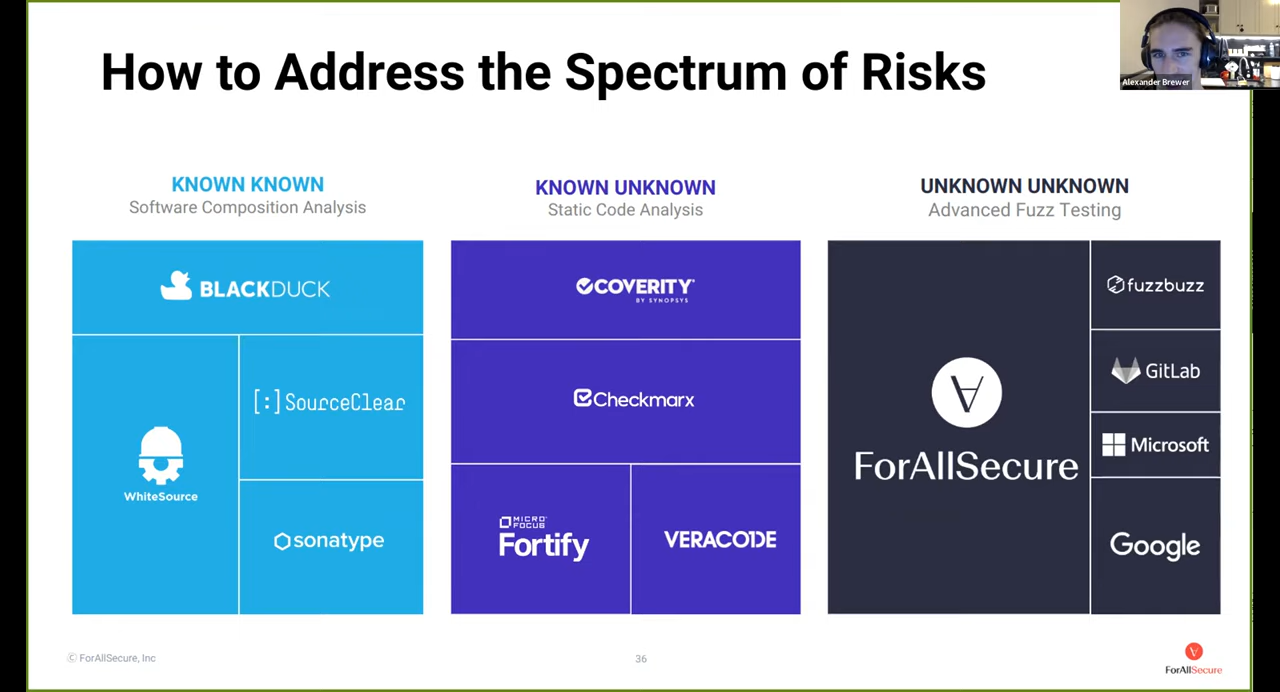 How to Address the Spectrum of Risks
Alexander Brewer
KNOWN KNOWN
Software Composition Analysis
BLACKDUCK
WhiteSource
[:]SourceClear
sonatype
KNOWN UNKNOWN
Static Code Analysis
COVERITY®
BY SYNOPSYS
Checkmarx
MICRO
FOCUS
Fortify
VERACODE
UNKNOWN UNKNOWN
Advanced Fuzz Testing
ForAllSecure
fuzzbuzz
GitLab
Microsoft
Google
© ForAllSecure, Inc
36
ForAllSecure